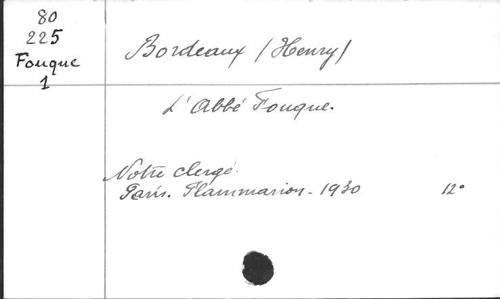 80
225
Fouque
1
Bordeaux (Henry)
L'Abbé Fouque.
Notre clergé.
Paris. Flammarion - 1930 12°